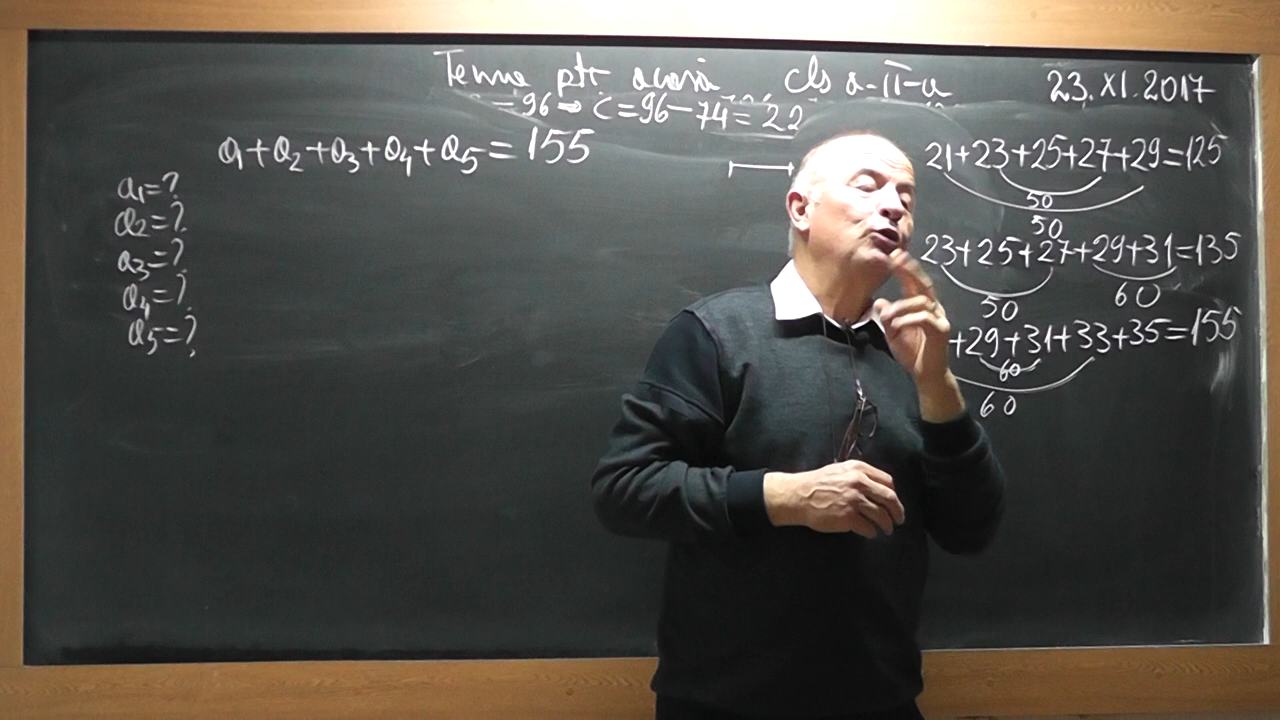 Tema ptr acasă cls a-II-a 23.XI.2017
=96 ⇒ C=96-74=22
a1+a2+a3+a4+a5=155
a1=?
a2=?
a3=?
a4=?
a5=?
21+23+25+27+29=125
50
50
23+25+27+29+31=135
50
60
+29+31+33+35=155
60
60